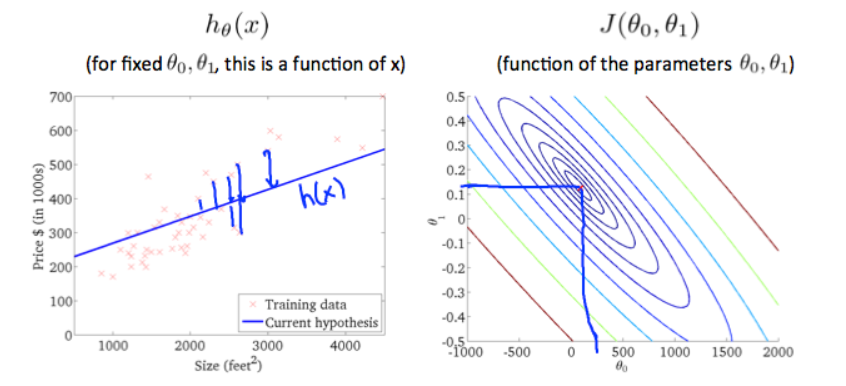 h_θ(x)
(for fixed θ₀, θ₁, this is a function of x)
700
600
500
400
300
200
100
0
Price $ (in 1000s)
h(x)
Training data
Current hypothesis
1000
2000
3000
4000
Size (feet²)
J(θ₀, θ₁)
(function of the parameters θ₀, θ₁)
0.5
0.4
0.3
0.2
0.1
0
-0.1
-0.2
-0.3
-0.4
-0.5
θ₁
-1000
-500
0
500
1000
1500
2000
θ₀